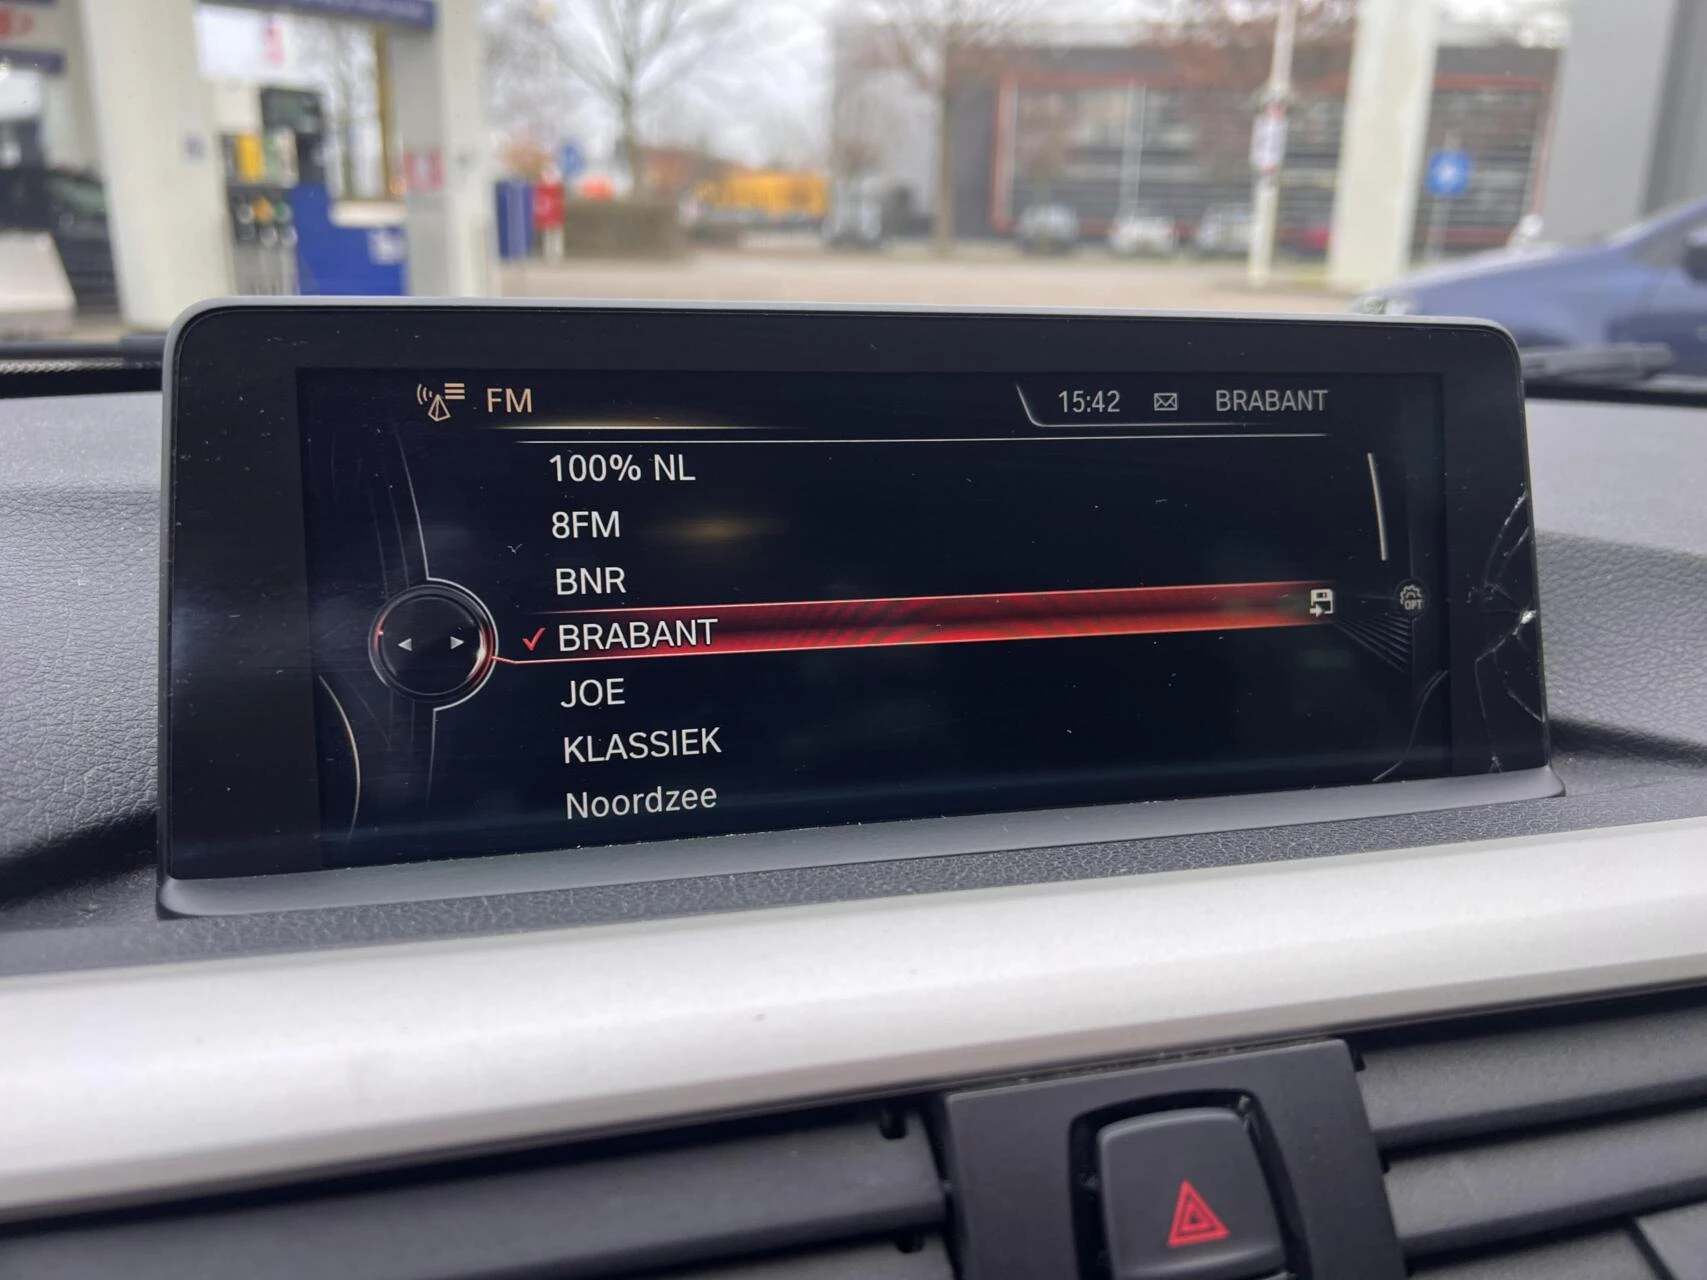 FM
15:42 BRABANT
100% NL
8FM
BNR
✓ BRABANT
JOE
KLASSIEK
Noordzee
OPT